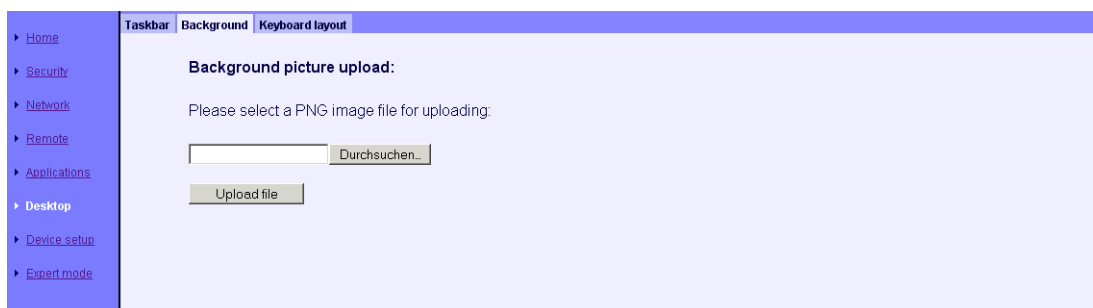 Taskbar Background Keyboard layout
Home
Security
Network
Remote
Applications
Desktop
Device setup
Expert mode
Background picture upload:
Please select a PNG image file for uploading:
Durchsuchen...
Upload file